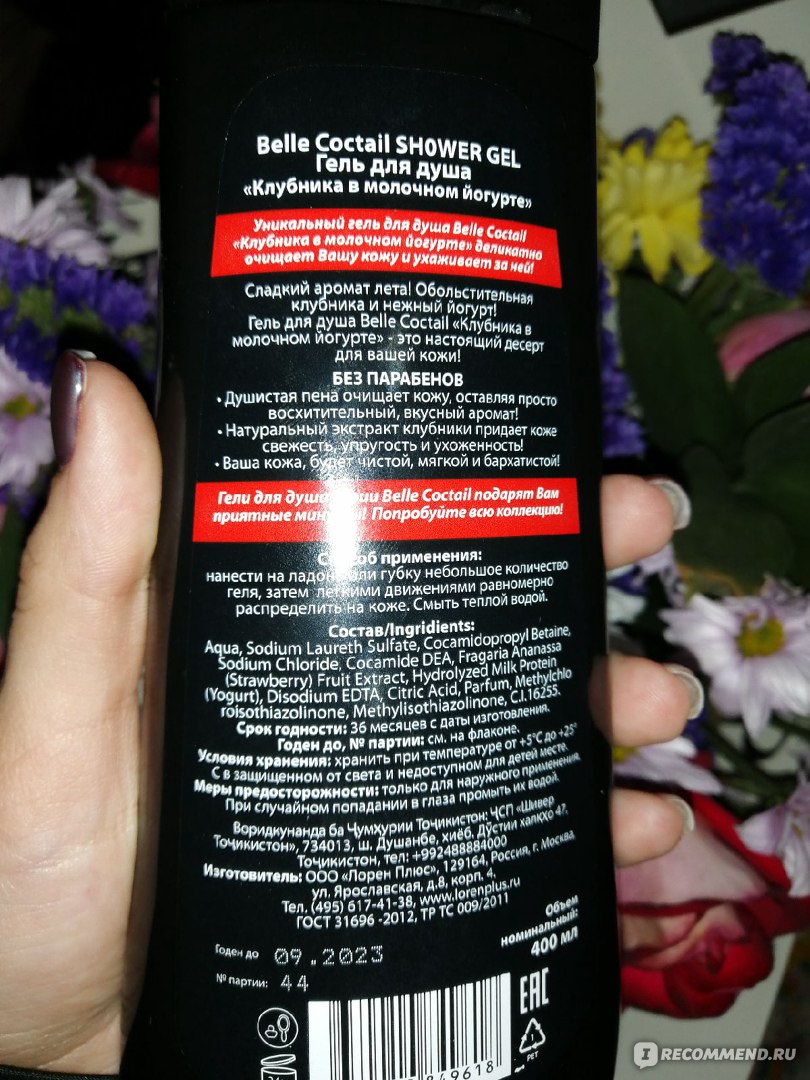 Belle Coctail SH0WER GEL
Гель для душа
«Клубника в молочном йогурте»
Уникальный гель для душа Belle Coctail
«Клубника в молочном йогурте» деликатно
очищает Вашу кожу и ухаживает за ней!
Сладкий аромат лета! Обольстительная
клубника и нежный йогурт!
Гель для душа Belle Coctail «Клубника в
молочном йогурте» - это настоящий десерт
для вашей кожи!
БЕЗ ПАРАБЕНОВ
• Душистая пена очищает кожу, оставляя просто
восхитительный, вкусный аромат!
• Натуральный экстракт клубники придает коже
свежесть, упругость и ухоженность!
• Ваша кожа, будет чистой, мягкой и бархатистой!
Гели для душа Belle Coctail подарят Вам
приятные Попробуйте всю коллекцию!
Способ применения:
нанести на ладонь или губку небольшое количество
геля, затем легкими движениями равномерно
распределить на коже. Смыть теплой водой.
Состав/Ingridients:
Aqua, Sodium Laureth Sulfate, Cocamidopropyl Betaine,
Sodium Chloride, Cocamide DEA, Fragaria Ananassa
(Strawberry) Fruit Extract, Hydrolyzed Milk Protein
(Yogurt), Disodium EDTA, Citric Acid, Parfum, Methylchlo
roisothiazolinone, Methylisothiazolinone, C.I.16255.
Срок годности: 36 месяцев с даты изготовления.
Годен до, № партии: см. на флаконе.
Условия хранения: хранить при температуре от +5°С до +25°
С в защищенном от света и недоступном для детей месте.
Меры предосторожности: только для наружного применения.
При случайном попадании в глаза промыть их водой.
Воридкунанда ба Ҷумҳурии Тоҷикистон: ҶСП «Шивер
Тоҷикистон», 734013, ш. Душанбе, хиёб. Дӯстии халкҳо 47.
Тоҷикистон, тел: +992488884000
Изготовитель: ООО «Лорен Плюс», 129164, Россия, г. Москва,
ул. Ярославская, д.8, корп. 4.
Тел. (495) 617-41-38, www.lorenplus.ru
ГОСТ 31696 -2012, ТР ТС 009/2011
Объем
номинальный:
400 мл
Годен до 09.2023
№ партии: 44
EAC
PET
849618
IRECOMMEND.RU